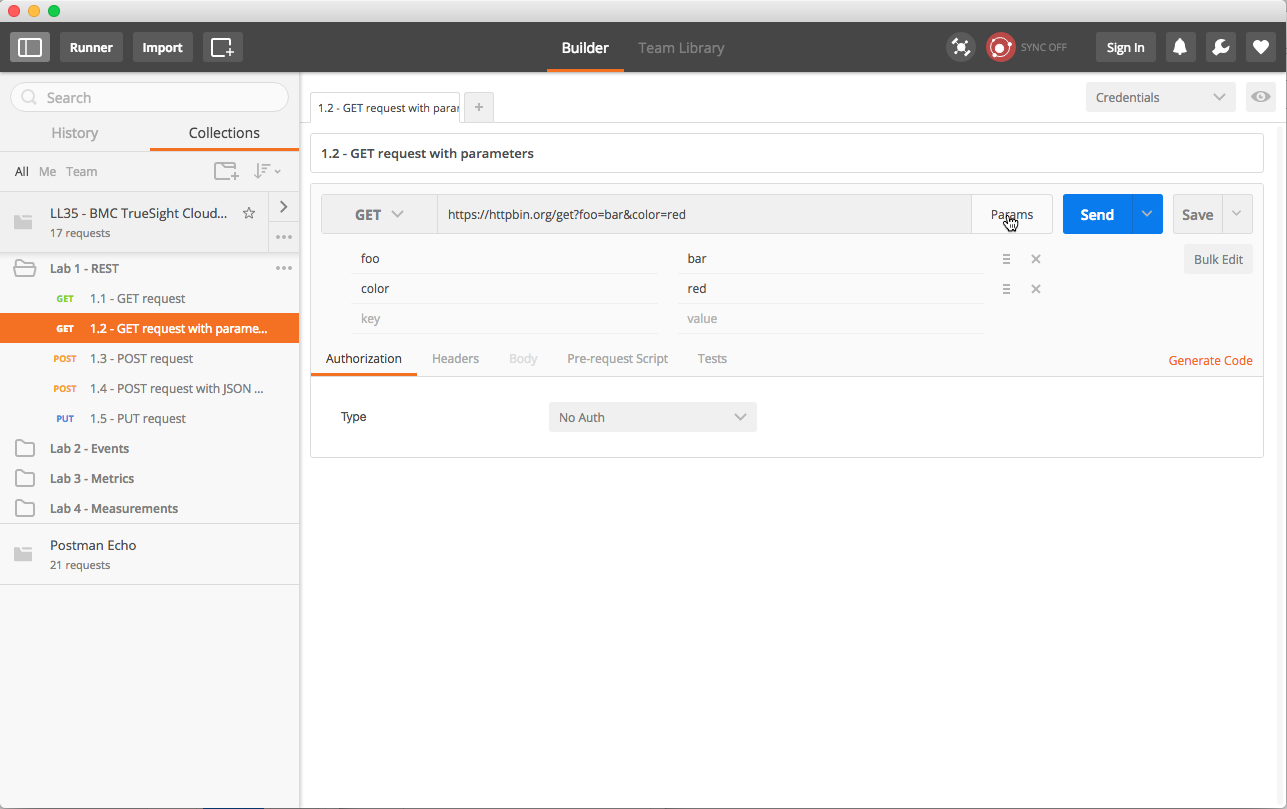 Runner
Import
Builder
Team Library
SYNC OFF
Sign In
Search
History
Collections
All Me Team
LL35 - BMC TrueSight Cloud...
17 requests
Lab 1 - REST
GET 1.1 - GET request
GET 1.2 - GET request with parame...
POST 1.3 - POST request
POST 1.4 - POST request with JSON ...
PUT 1.5 - PUT request
Lab 2 - Events
Lab 3 - Metrics
Lab 4 - Measurements
Postman Echo
21 requests
1.2 - GET request with parar
Credentials
1.2 - GET request with parameters
GET https://httpbin.org/get?foo=bar&color=red Params Send Save
foo bar Bulk Edit
color red
key value
Authorization Headers Body Pre-request Script Tests Generate Code
Type No Auth